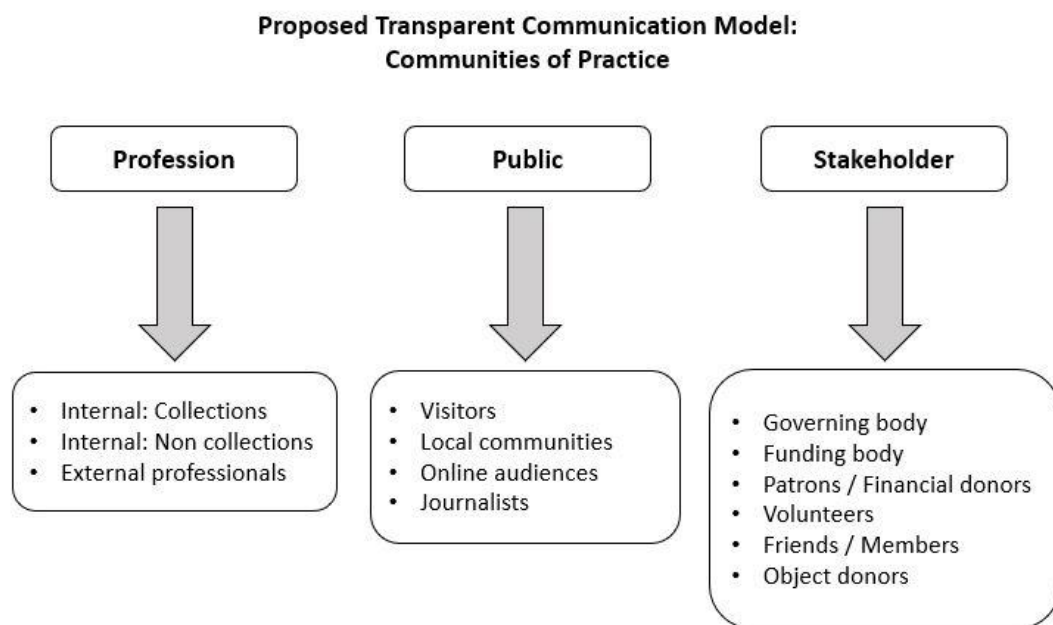 Proposed Transparent Communication Model:
Communities of Practice
Profession
Public
Stakeholder
• Internal: Collections
• Internal: Non collections
• External professionals
• Visitors
• Local communities
• Online audiences
• Journalists
• Governing body
• Funding body
• Patrons / Financial donors
• Volunteers
• Friends / Members
• Object donors